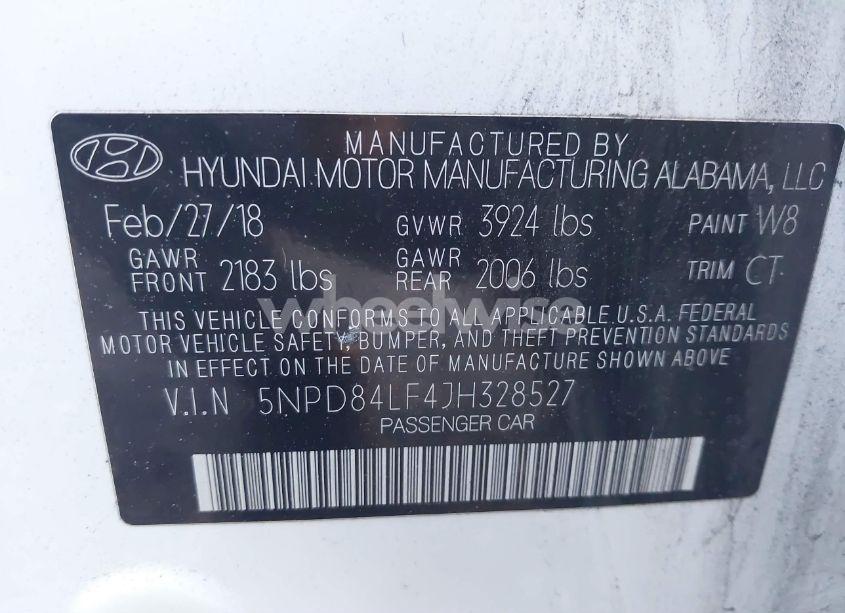 MANUFACTURED BY
HYUNDAI MOTOR MANUFACTURING ALABAMA, LLC
Feb/27/18 GVWR 3924 lbs PAINT W8
GAWR FRONT 2183 lbs GAWR REAR 2006 lbs TRIM CT
wheelwise
THIS VEHICLE CONFORMS TO ALL APPLICABLE U.S.A. FEDERAL
MOTOR VEHICLE SAFETY, BUMPER, AND THEFT PREVENTION STANDARDS
IN EFFECT ON THE DATE OF MANUFACTURE SHOWN ABOVE
V.I.N 5NPD84LF4JH328527
PASSENGER CAR